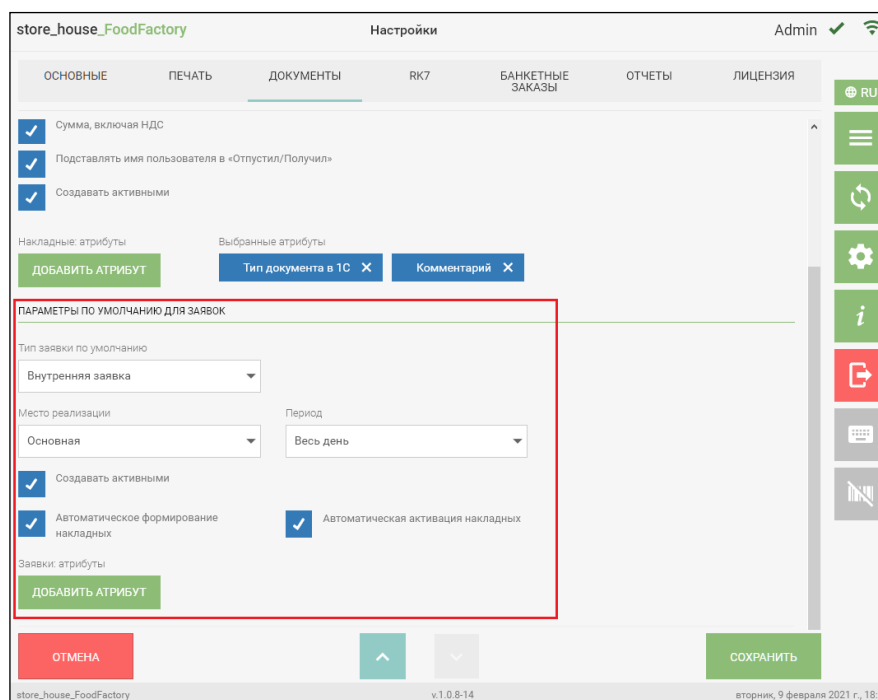 store_house_FoodFactory
Настройки
Admin
ОСНОВНЫЕ
ПЕЧАТЬ
ДОКУМЕНТЫ
RK7
БАНКЕТНЫЕ
ЗАКАЗЫ
ОТЧЕТЫ
ЛИЦЕНЗИЯ
RU
Сумма, включая НДС
Подставлять имя пользователя в «Отпустил/Получил»
Создавать активными
Накладные: атрибуты
Выбранные атрибуты
ДОБАВИТЬ АТРИБУТ
Тип документа в 1С
Комментарий
ПАРАМЕТРЫ ПО УМОЛЧАНИЮ ДЛЯ ЗАЯВОК
Тип заявки по умолчанию
Внутренняя заявка
Место реализации
Период
Основная
Весь день
Создавать активными
Автоматическое формирование
накладных
Автоматическая активация накладных
Заявки: атрибуты
ДОБАВИТЬ АТРИБУТ
ОТМЕНА
СОХРАНИТЬ
store_house_FoodFactory
v.1.0.8-14
вторник, 9 февраля 2021 г., 18: